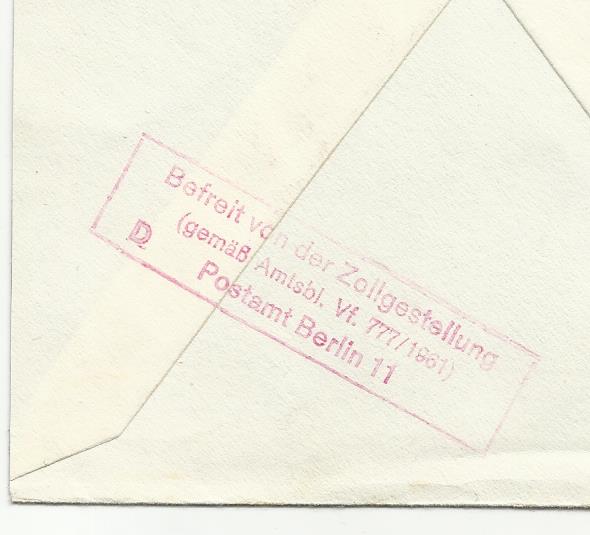 Befreit von der Zollgestellung
(gemäß Amtsbl. Vf. 777/1961)
D Postamt Berlin 11